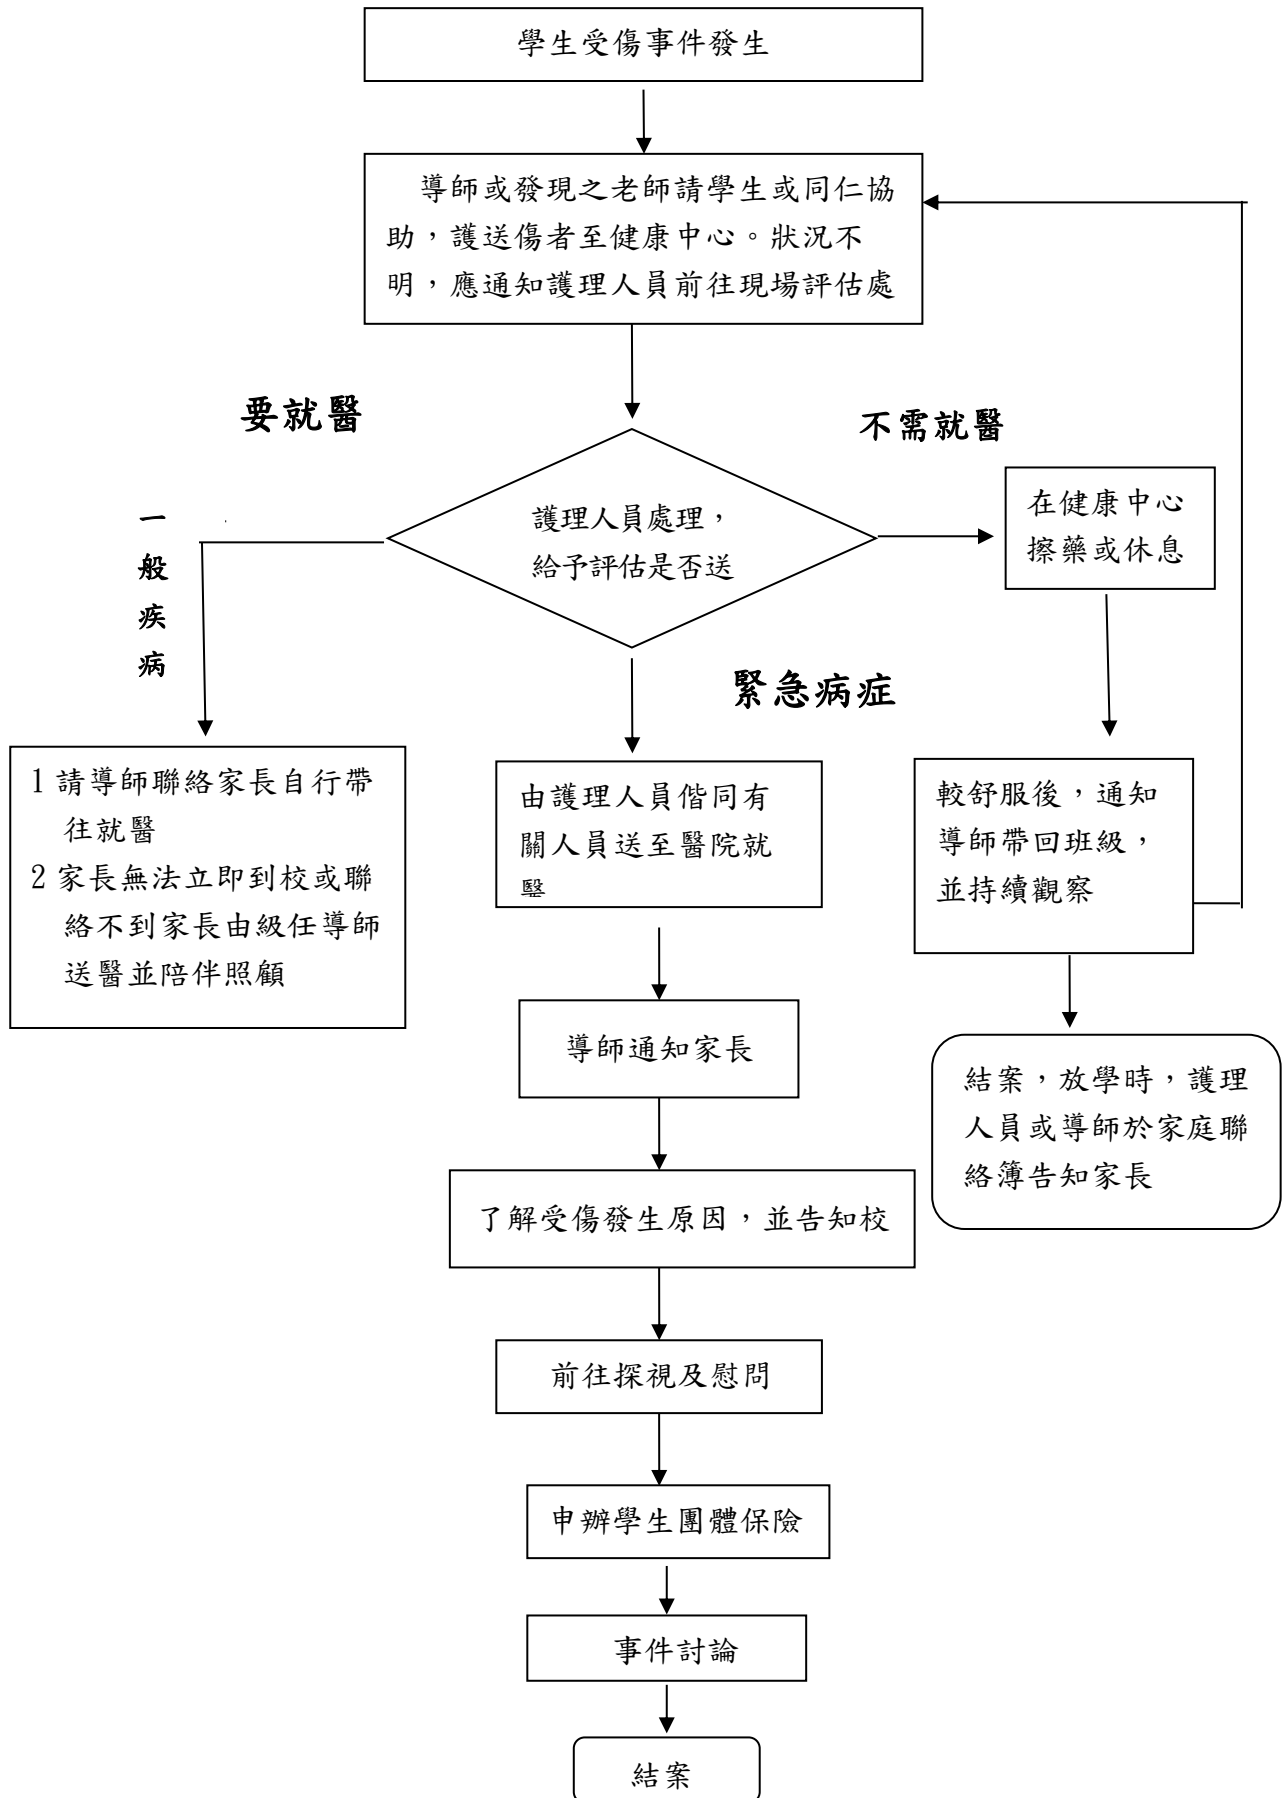 學生受傷事件發生
導師或發現之老師請學生或同仁協
助，護送傷者至健康中心。狀況不
明，應通知護理人員前往現場評估處
要就醫
不需就醫
一
般
疾
病
護理人員處理，
給予評估是否送
在健康中心
擦藥或休息
緊急病症
1 請導師聯絡家長自行帶
往就醫
2 家長無法立即到校或聯
絡不到家長由級任導師
送醫並陪伴照顧
由護理人員偕同有
關人員送至醫院就
醫
較舒服後，通知
導師帶回班級，
並持續觀察
導師通知家長
結案，放學時，護理
人員或導師於家庭聯
絡簿告知家長
了解受傷發生原因，並告知校
前往探視及慰問
申辦學生團體保險
事件討論
結案